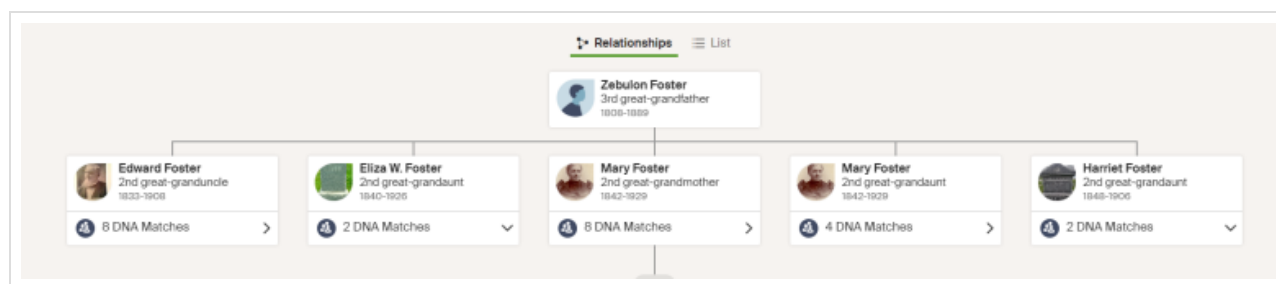 Relationships List
Zebulon Foster
3rd great-grandfather
1808-1889
Edward Foster
2nd great-granduncle
1833-1908
8 DNA Matches
Eliza W. Foster
2nd great-grandaunt
1840-1926
2 DNA Matches
Mary Foster
2nd great-grandmother
1842-1929
8 DNA Matches
Mary Foster
2nd great-grandaunt
1842-1929
4 DNA Matches
Harriet Foster
2nd great-grandaunt
1848-1906
2 DNA Matches